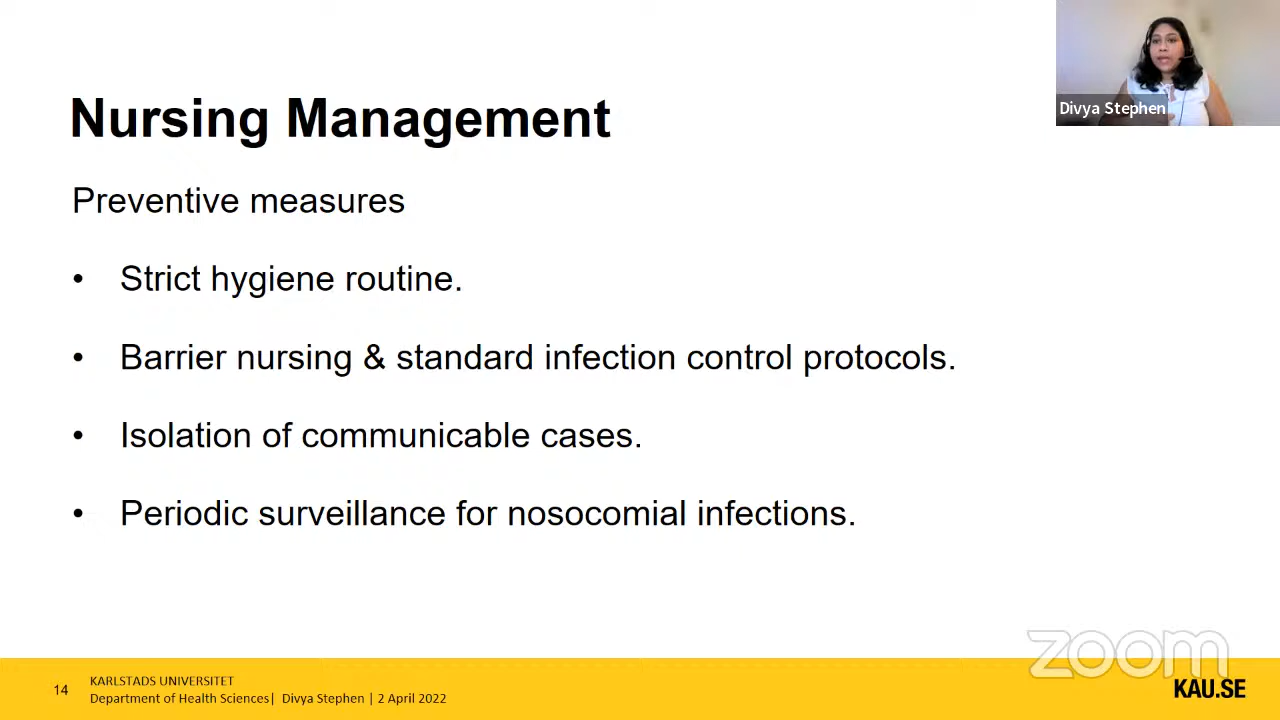 Divya Stephen
Nursing Management
Preventive measures
• Strict hygiene routine.
• Barrier nursing & standard infection control protocols.
• Isolation of communicable cases.
• Periodic surveillance for nosocomial infections.
zoom
14
KARLSTADS UNIVERSITET
Department of Health Sciences| Divya Stephen | 2 April 2022
KAU.SE